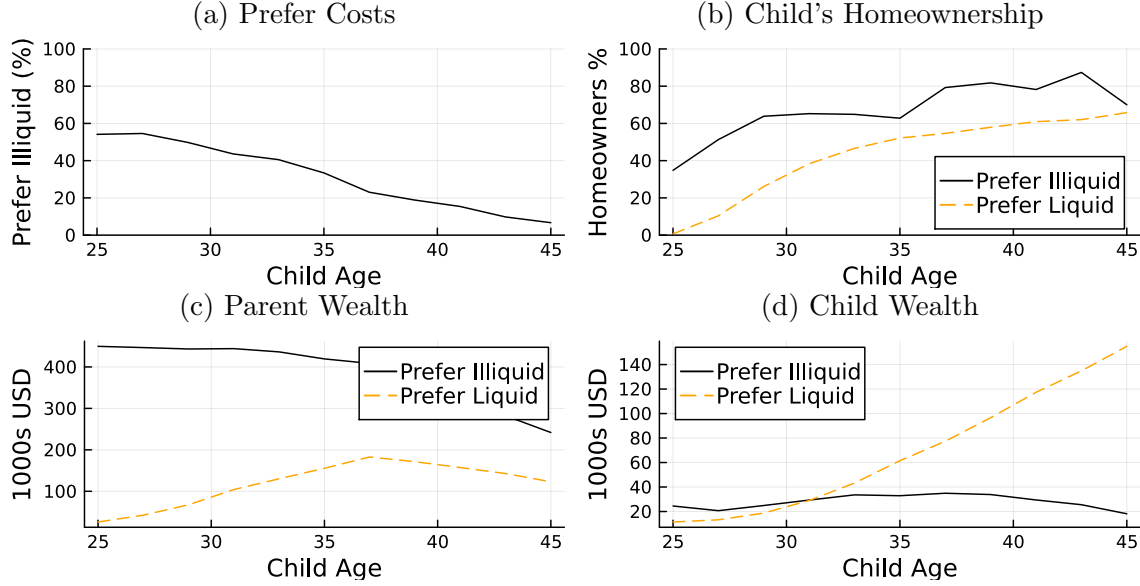 (a) Prefer Costs
Prefer Illiquid (%)
100
80
60
40
20
0
25 30 35 40 45
Child Age
(b) Child's Homeownership
Homeowners %
100
80
60
40
20
0
Prefer Illiquid
Prefer Liquid
25 30 35 40 45
Child Age
(c) Parent Wealth
1000s USD
400
300
200
100
Prefer Illiquid
Prefer Liquid
25 30 35 40 45
Child Age
(d) Child Wealth
1000s USD
140
120
100
80
60
40
20
Prefer Illiquid
Prefer Liquid
25 30 35 40 45
Child Age